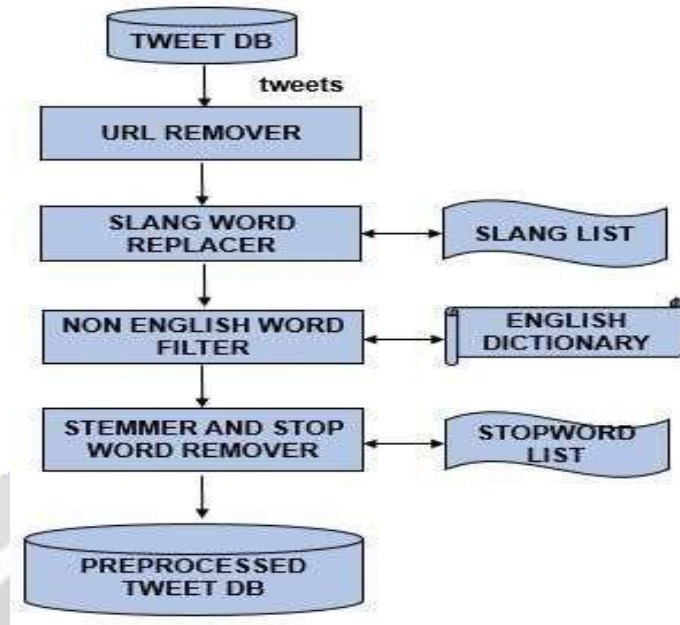 TWEET DB
tweets
URL REMOVER
SLANG WORD
REPLACER
SLANG LIST
NON ENGLISH WORD
FILTER
ENGLISH
DICTIONARY
STEMMER AND STOP
WORD REMOVER
STOPWORD
LIST
PREPROCESSED
TWEET DB